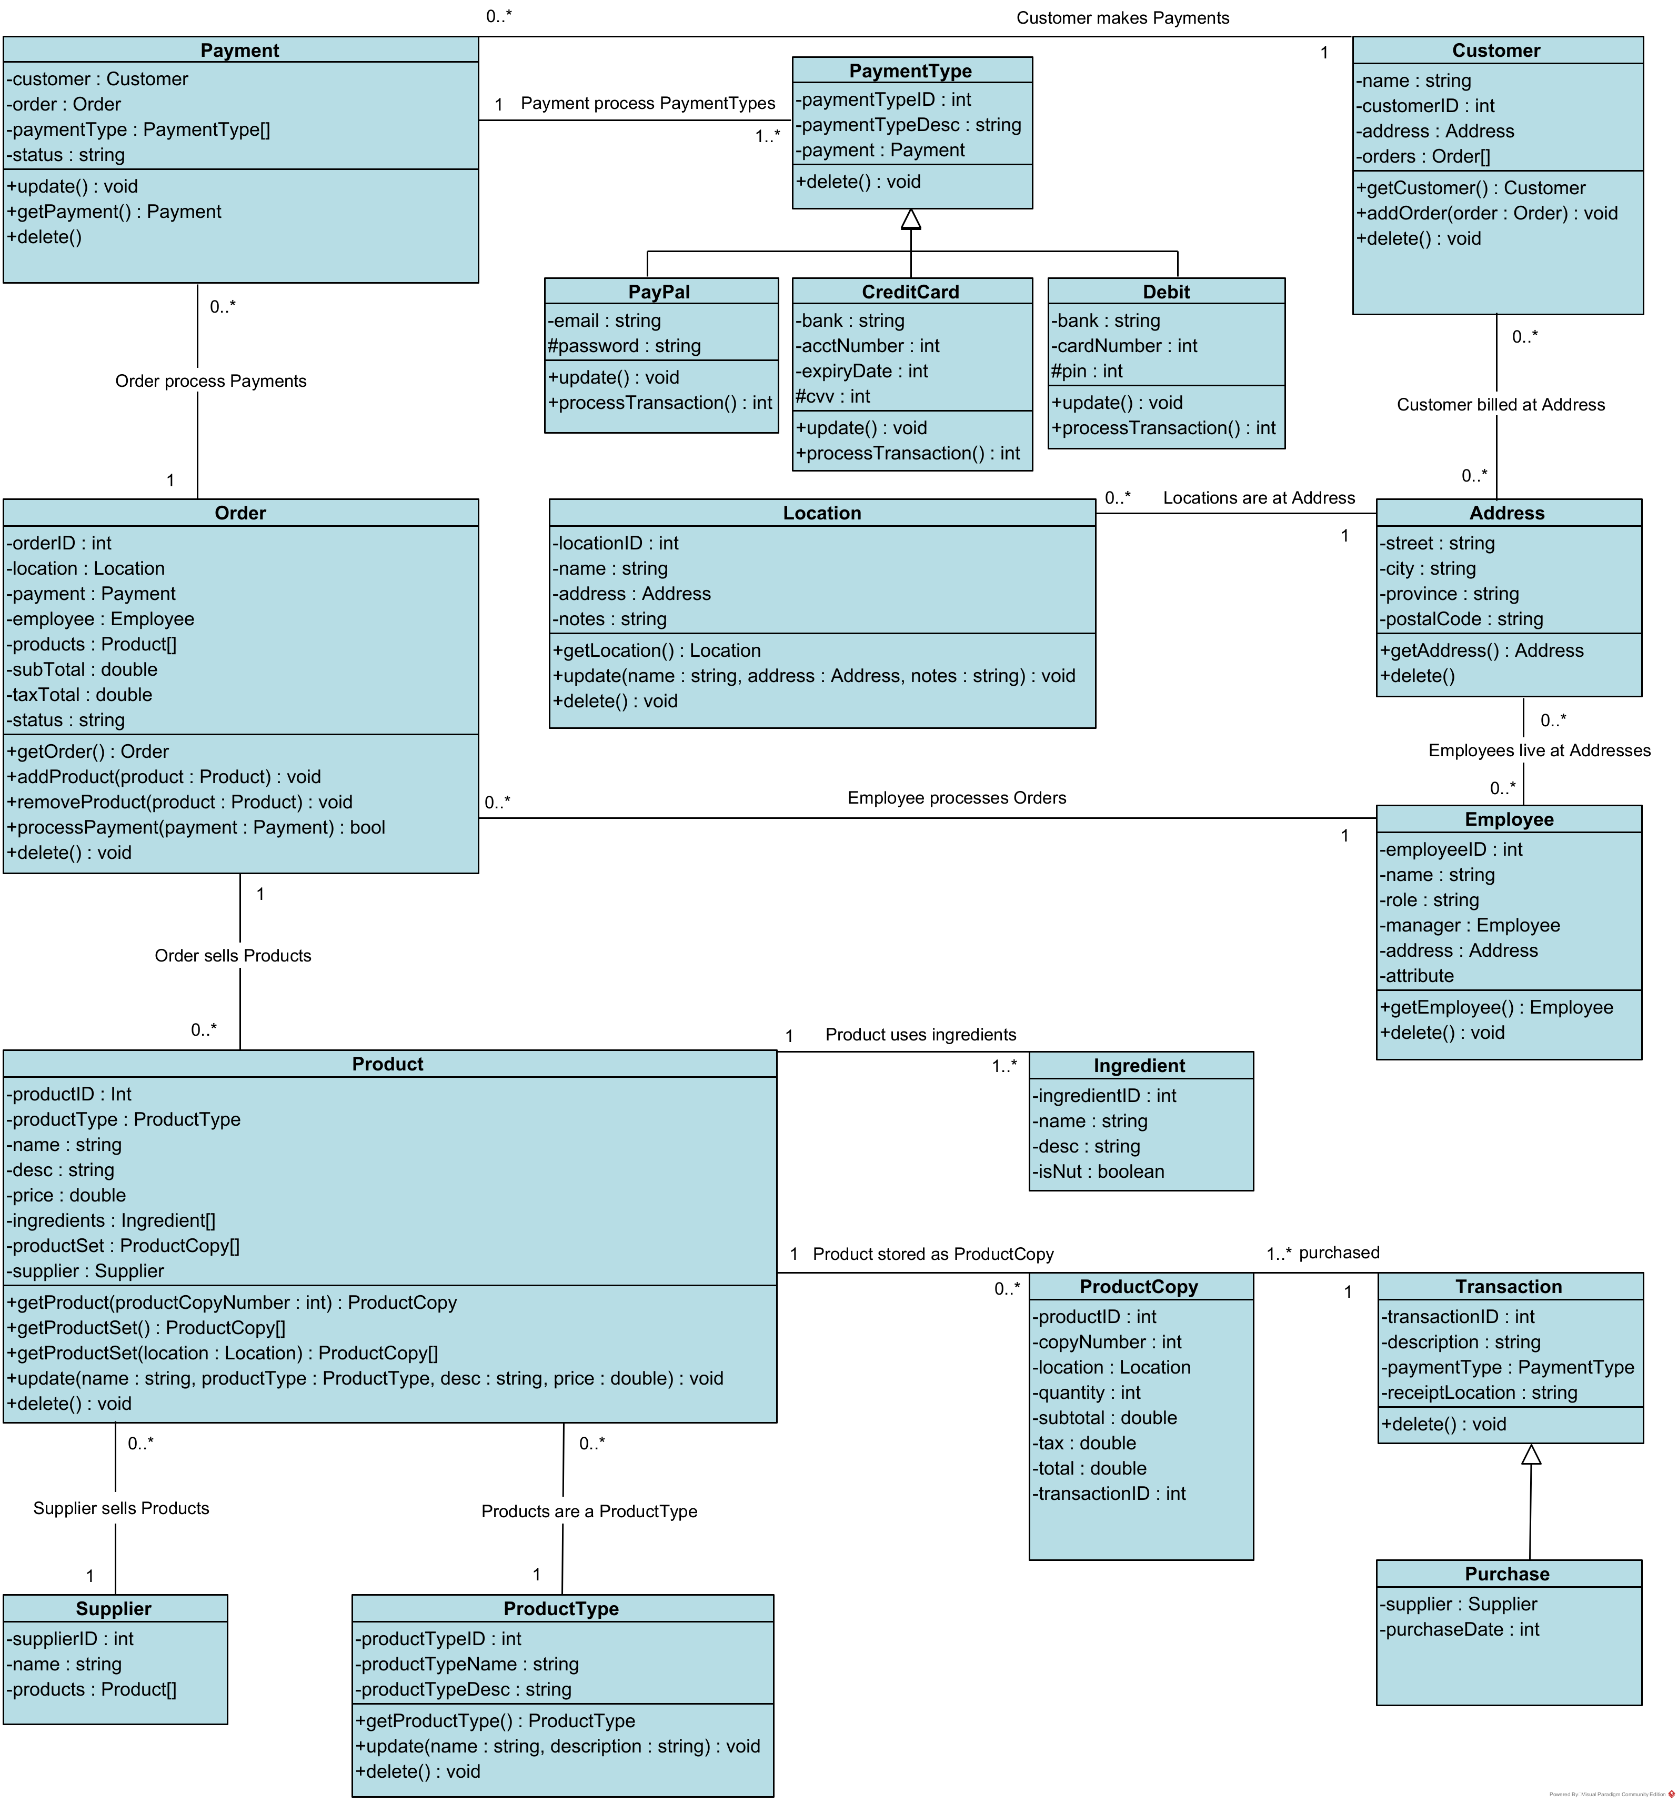 0..*
Customer makes Payments
1
Payment
-customer : Customer
-order : Order
-paymentType : PaymentType[]
-status : string
+update() : void
+getPayment() : Payment
+delete()
1
Payment process PaymentTypes
1..*
PaymentType
-paymentTypeID : int
-paymentTypeDesc : string
-payment : Payment
+delete() : void
Customer
-name : string
-customerID : int
-address : Address
-orders : Order[]
+getCustomer() : Customer
+addOrder(order : Order) : void
+delete() : void
PayPal
-email : string
#password : string
+update() : void
+processTransaction() : int
CreditCard
-bank : string
-acctNumber : int
-expiryDate : int
#cvv : int
+update() : void
+processTransaction() : int
Debit
-bank : string
-cardNumber : int
#pin : int
+update() : void
+processTransaction() : int
0..*
Order process Payments
1
0..*
Customer billed at Address
0..*
Order
-orderID : int
-location : Location
-payment : Payment
-employee : Employee
-products : Product[]
-subTotal : double
-taxTotal : double
-status : string
+getOrder() : Order
+addProduct(product : Product) : void
+removeProduct(product : Product) : void
+processPayment(payment : Payment) : bool
+delete() : void
Location
-locationID : int
-name : string
-address : Address
-notes : string
+getLocation() : Location
+update(name : string, address : Address, notes : string) : void
+delete() : void
0..*
Locations are at Address
1
Address
-street : string
-city : string
-province : string
-postalCode : string
+getAddress() : Address
+delete()
0..*
Employees live at Addresses
0..*
0..*
Employee processes Orders
1
Employee
-employeeID : int
-name : string
-role : string
-manager : Employee
-address : Address
-attribute
+getEmployee() : Employee
+delete() : void
1
Order sells Products
0..*
Product
-productID : Int
-productType : ProductType
-name : string
-desc : string
-price : double
-ingredients : Ingredient[]
-productSet : ProductCopy[]
-supplier : Supplier
+getProduct(productCopyNumber : int) : ProductCopy
+getProductSet() : ProductCopy[]
+getProductSet(location : Location) : ProductCopy[]
+update(name : string, productType : ProductType, desc : string, price : double) : void
+delete() : void
1
Product uses ingredients
1..*
Ingredient
-ingredientID : int
-name : string
-desc : string
-isNut : boolean
1
Product stored as ProductCopy
0..*
ProductCopy
-productID : int
-copyNumber : int
-location : Location
-quantity : int
-subtotal : double
-tax : double
-total : double
-transactionID : int
1..*
purchased
1
Transaction
-transactionID : int
-description : string
-paymentType : PaymentType
-receiptLocation : string
+delete() : void
Purchase
-supplier : Supplier
-purchaseDate : int
0..*
Supplier sells Products
1
0..*
Products are a ProductType
1
Supplier
-supplierID : int
-name : string
-products : Product[]
ProductType
-productTypeID : int
-productTypeName : string
-productTypeDesc : string
+getProductType() : ProductType
+update(name : string, description : string) : void
+delete() : void
Powered By Visual Paradigm Community Edition